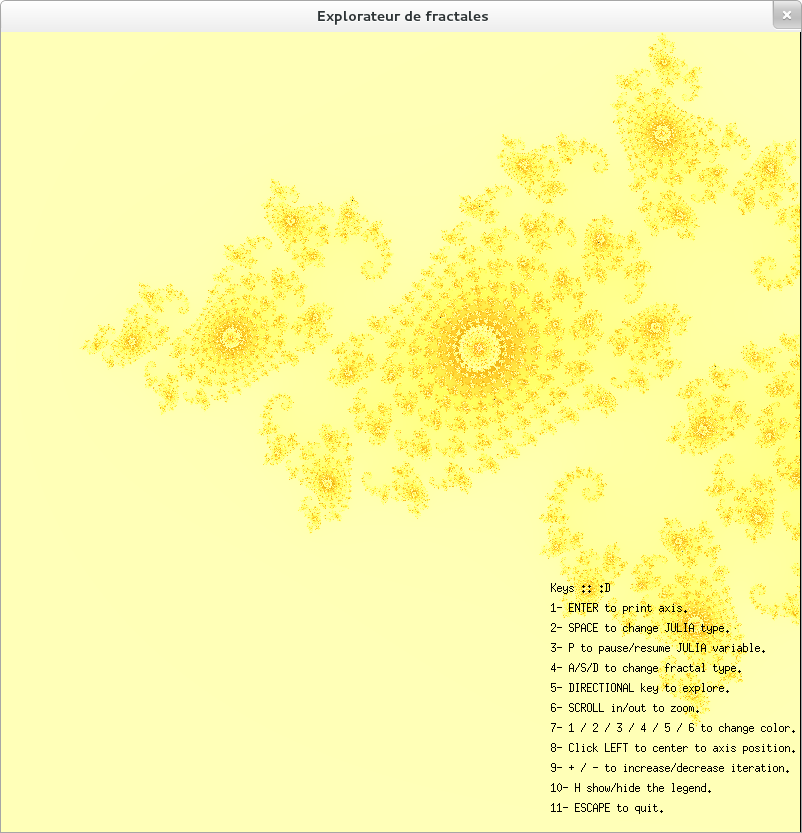 Explorateur de fractales
Keys :: :D
1- ENTER to print axis.
2- SPACE to change JULIA type.
3- P to pause/resume JULIA variable.
4- A/S/D to change fractal type.
5- DIRECTIONAL key to explore.
6- SCROLL in/out to zoom.
7- 1 / 2 / 3 / 4 / 5 / 6 to change color.
8- Click LEFT to center to axis position.
9- + / - to increase/decrease iteration.
10- H show/hide the legend.
11- ESCAPE to quit.